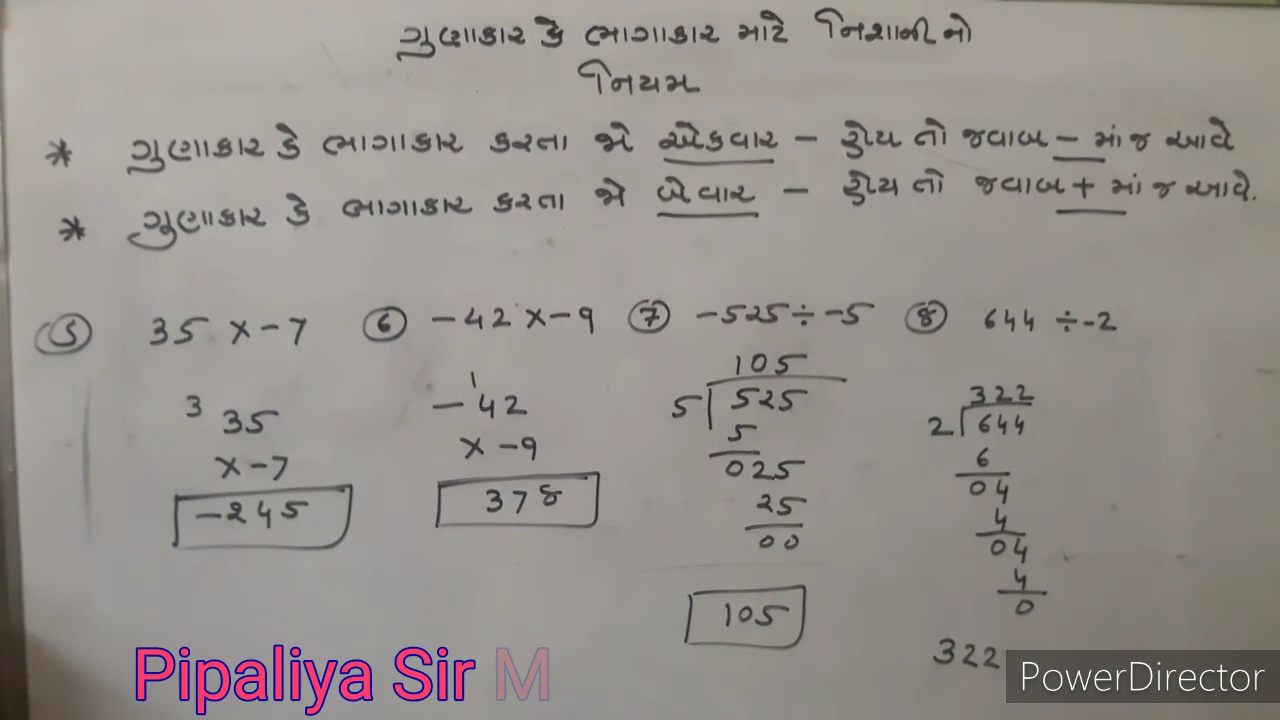 ગુણાકાર કે ભાગાકાર માટે નિશાની નો
નિયમ
* ગુણાકાર કે ભાગાકાર કરતા જો એકવાર - હોય તો જવાબ - માં જ આવે
* ગુણાકાર કે ભાગાકાર કરતા જો બેવાર - હોય તો જવાબ + માં જ આવે.
5 35 x -7 6 -42 x -9 7 -525 ÷ -5 8 644 ÷ -2
3 35
x -7
-245
1
-42
x -9
378
105
5 525
5
025
25
00
105
322
2 644
6
04
4
04
4
0
322
Pipaliya Sir M
PowerDirector